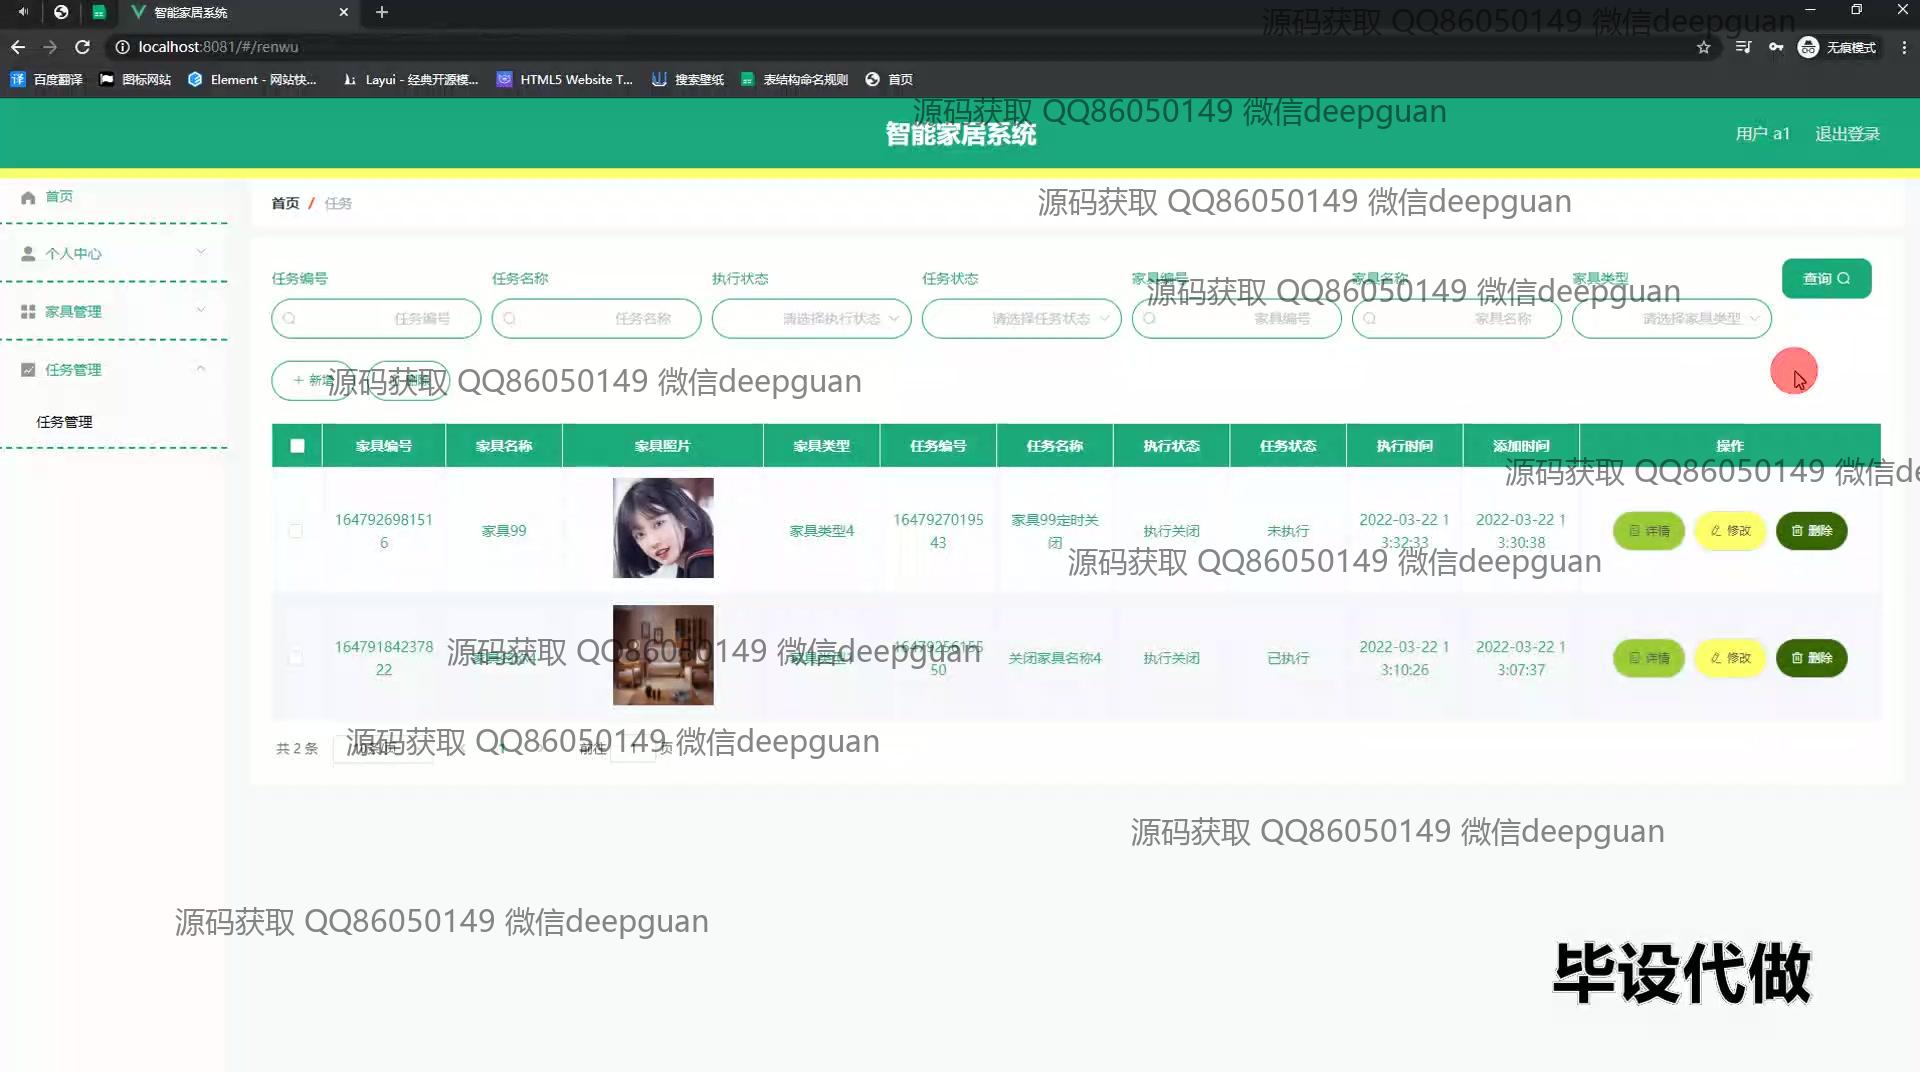 智能家居系统
localhost:8081/#/renwu
无痕模式
百度翻译 图标网站 Element - 网站快... Layui - 经典开源模... HTML5 Website T... 搜索壁纸 表结构命名规则 首页
源码获取 QQ86050149 微信deepguan
源码获取 QQ86050149 微信deepguan
智能家居系统
用户 a1 退出登录
首页
个人中心
家具管理
任务管理
任务管理
首页 / 任务
源码获取 QQ86050149 微信deepguan
任务编号 任务名称 执行状态 任务状态 家具编号 家具名称 家具类型
查询
源码获取 QQ86050149 微信deepguan
任务编号 任务名称 请选择执行状态 请选择任务状态 家具编号 家具名称 请选择家具类型
+ 新增 删除
源码获取 QQ86050149 微信deepguan
家具编号 家具名称 家具照片 家具类型 任务编号 任务名称 执行状态 任务状态 执行时间 添加时间 操作
源码获取 QQ86050149 微信de
164792698151 16479270195 家具99定时关 2022-03-22 1 2022-03-22 1
家具99 家具类型4 执行关闭 未执行 详情 修改 删除
6 43 闭 3:32:33 3:30:38
源码获取 QQ86050149 微信deepguan
164791842378 16479256155 2022-03-22 1 2022-03-22 1
关闭家具名称4 执行关闭 已执行 详情 修改 删除
22 50 3:10:26 3:07:37
源码获取 QQ86050149 微信deepguan
共 2 条 10条/页 1 前往 1 页
源码获取 QQ86050149 微信deepguan
源码获取 QQ86050149 微信deepguan
源码获取 QQ86050149 微信deepguan
毕设代做